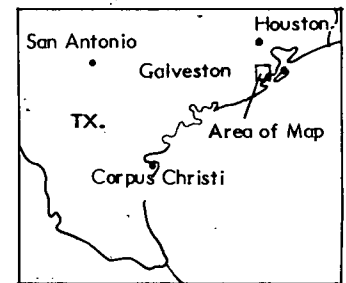 Houston
San Antonio
Galveston
TX.
Area of Map
Corpus Christi